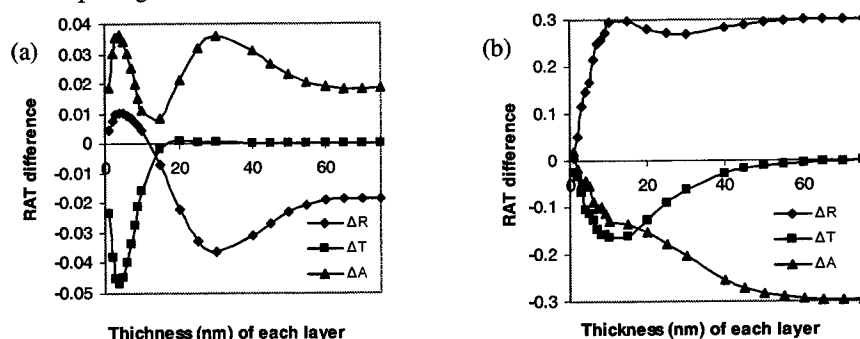 (a)
0.04
0.03
0.02
0.01
0
-0.01
-0.02
-0.03
-0.04
-0.05
0 20 40 60
RAT difference
ΔR
ΔT
ΔA
Thichness (nm) of each layer
(b)
0.3
0.2
0.1
0
-0.1
-0.2
-0.3
0 20 40 60
RAT difference
ΔR
ΔT
ΔA
Thickness (nm) of each layer